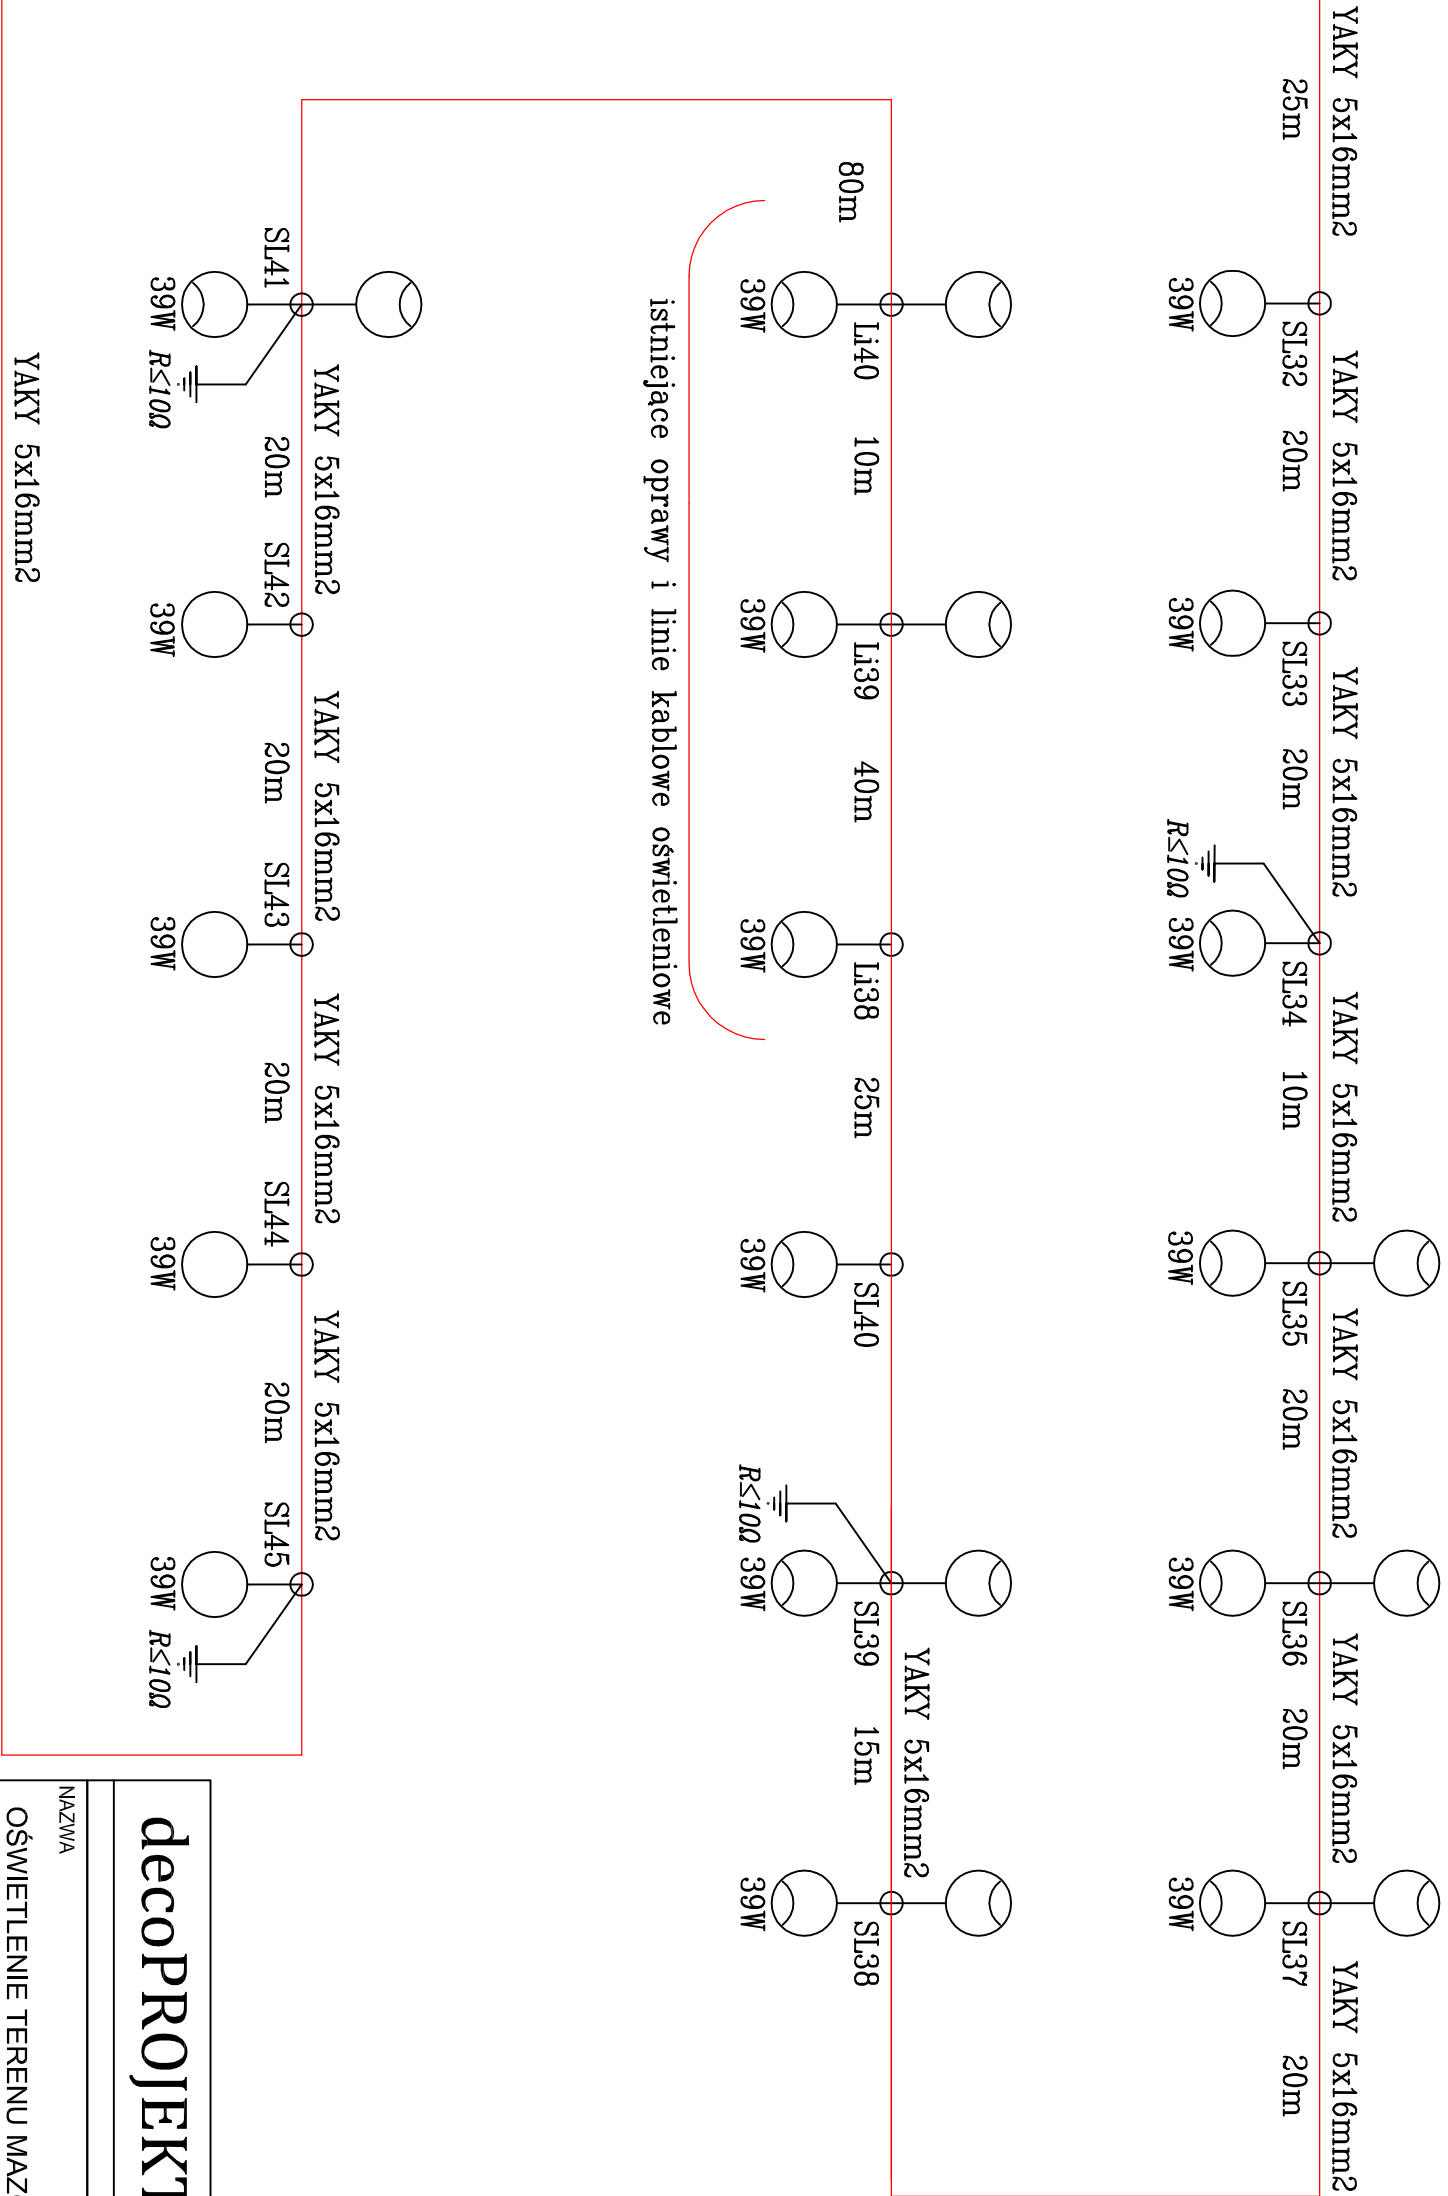 YAKY 5x16mm2
25m
SL32
39W
YAKY 5x16mm2
20m
SL33
39W
YAKY 5x16mm2
20m
R≤10Ω
SL34
39W
YAKY 5x16mm2
10m
SL35
39W
YAKY 5x16mm2
20m
SL36
39W
YAKY 5x16mm2
20m
SL37
39W
YAKY 5x16mm2
20m
80m
Li40
39W
10m
Li39
39W
40m
Li38
39W
25m
SL40
39W
R≤10Ω
SL39
39W
YAKY 5x16mm2
15m
SL38
39W
istniejące oprawy i linie kablowe oświetleniowe
SL41
39W
R≤10Ω
YAKY 5x16mm2
20m
SL42
39W
YAKY 5x16mm2
20m
SL43
39W
YAKY 5x16mm2
20m
SL44
39W
YAKY 5x16mm2
20m
SL45
39W
R≤10Ω
YAKY 5x16mm2
decoPROJEKT
NAZWA
OŚWIETLENIE TERENU